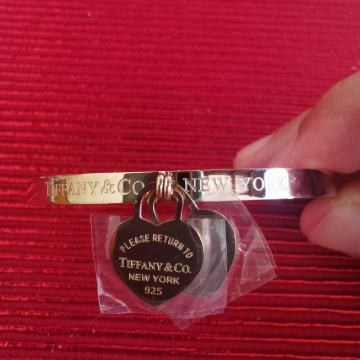 TIFFANY & CO NEW YORK
PLEASE RETURN TO
TIFFANY & CO.
NEW YORK
925